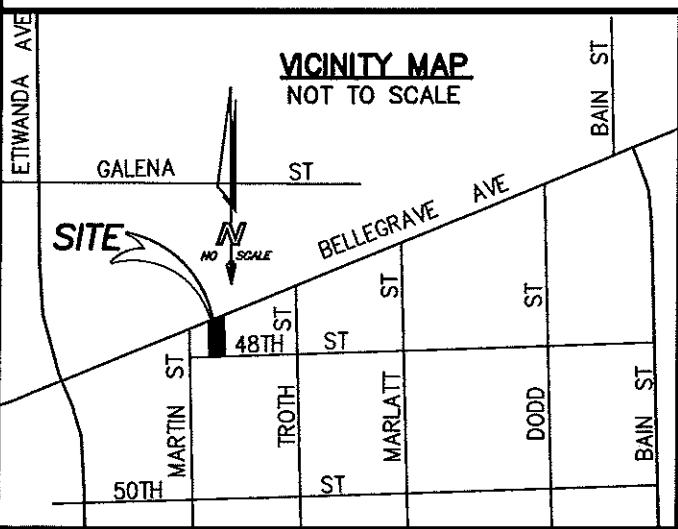 ETIWANDA AVE
VICINITY MAP
NOT TO SCALE
BAIN ST
GALENA ST
SITE
N
NO SCALE
BELLEGRAVE AVE
48TH ST
MARTIN ST
TROTH ST
MARLATT ST
DODD ST
BAIN ST
50TH ST